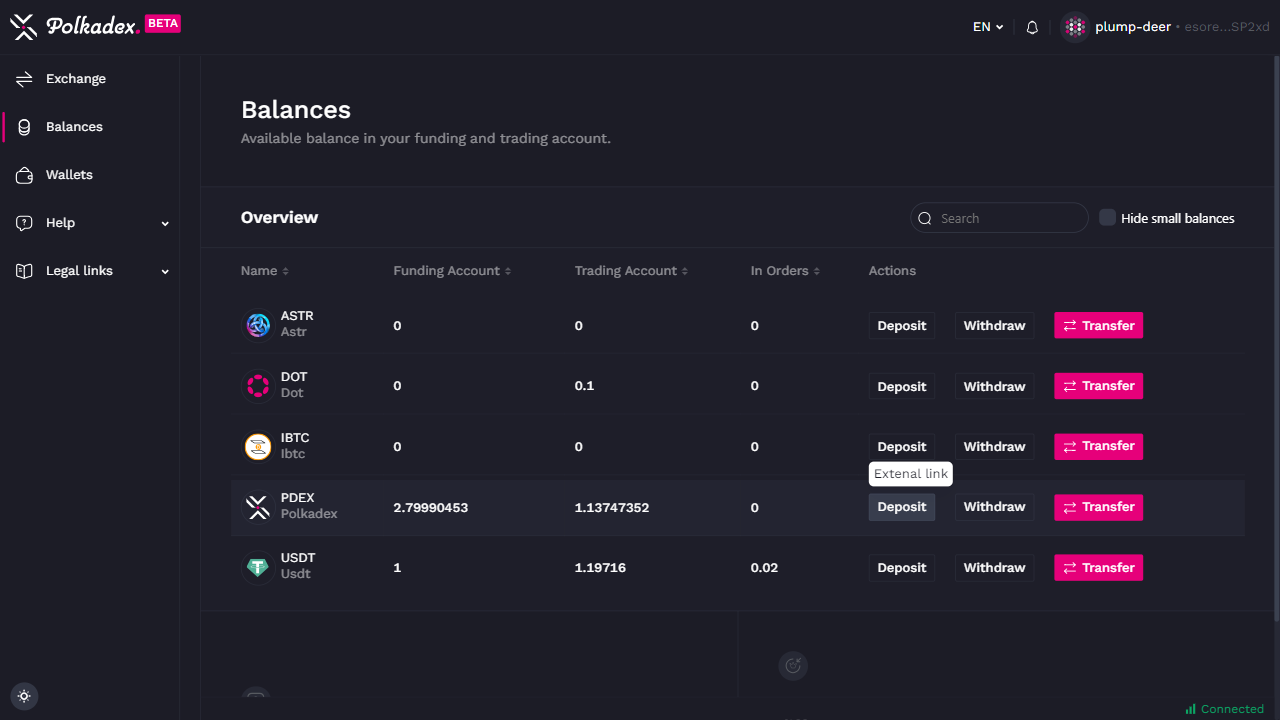 Polkadex. BETA
EN
plump-deer • esore...SP2xd
Exchange
Balances
Wallets
Help
Legal links
Balances
Available balance in your funding and trading account.
Overview
Search
Hide small balances
Name Funding Account Trading Account In Orders Actions
ASTR
Astr
0 0 0 Deposit Withdraw Transfer
DOT
Dot
0 0.1 0 Deposit Withdraw Transfer
IBTC
Ibtc
0 0 0 Deposit Withdraw Transfer
Extenal link
PDEX
Polkadex
2.79990453 1.13747352 0 Deposit Withdraw Transfer
USDT
Usdt
1 1.19716 0.02 Deposit Withdraw Transfer
Connected